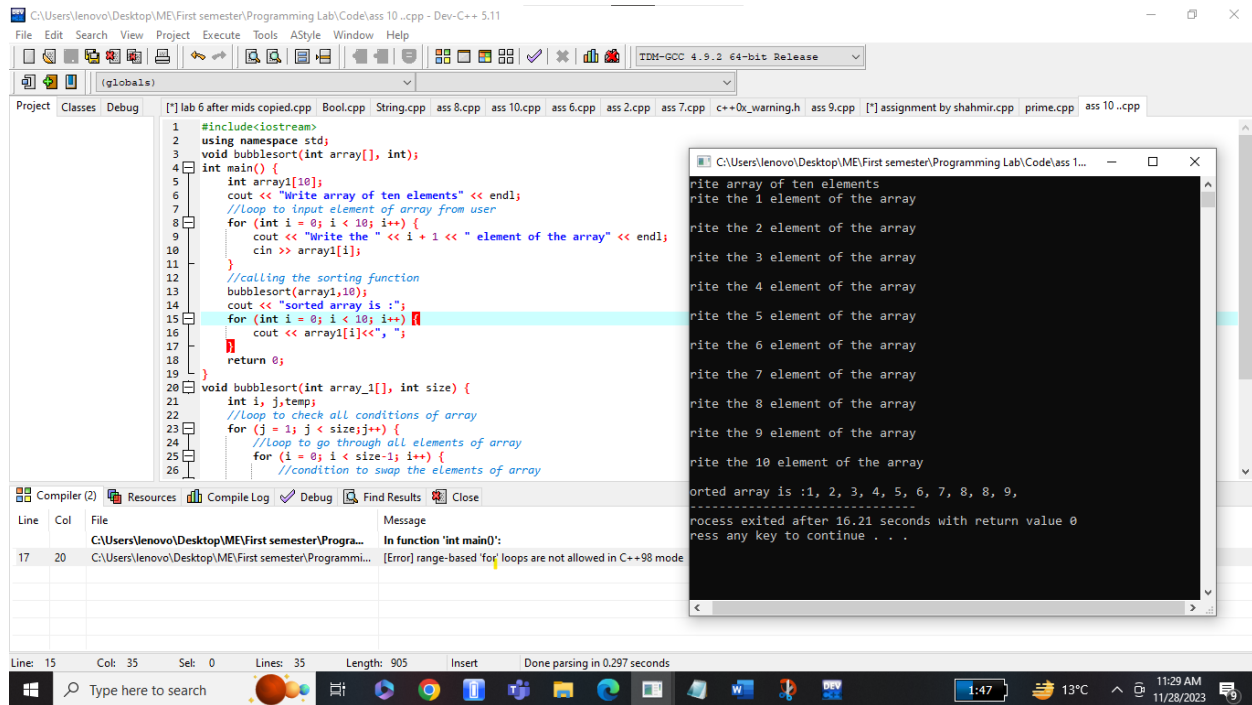 C:\Users\lenovo\Desktop\ME\First semester\Programming Lab\Code\ass 10 ..cpp - Dev-C++ 5.11
File Edit Search View Project Execute Tools AStyle Window Help
TDM-GCC 4.9.2 64-bit Release
(globals)
Project Classes Debug [*] lab 6 after mids copied.cpp Bool.cpp String.cpp ass 8.cpp ass 10.cpp ass 6.cpp ass 2.cpp ass 7.cpp c++0x_warning.h ass 9.cpp [*] assignment by shahmir.cpp prime.cpp ass 10 ..cpp
1 #include<iostream>
2 using namespace std;
3 void bubblesort(int array[], int);
4 int main() {
5 int array1[10];
6 cout << "Write array of ten elements" << endl;
7 //loop to input element of array from user
8 for (int i = 0; i < 10; i++) {
9 cout << "Write the " << i + 1 << " element of the array" << endl;
10 cin >> array1[i];
11 }
12 //calling the sorting function
13 bubblesort(array1,10);
14 cout << "sorted array is :";
15 for (int i = 0; i < 10; i++) {
16 cout << array1[i]<<", ";
17 }
18 return 0;
19 }
20 void bubblesort(int array_1[], int size) {
21 int i, j,temp;
22 //loop to check all conditions of array
23 for (j = 1; j < size;j++) {
24 //loop to go through all elements of array
25 for (i = 0; i < size-1; i++) {
26 //condition to swap the elements of array
C:\Users\lenovo\Desktop\ME\First semester\Programming Lab\Code\ass 1...
rite array of ten elements
rite the 1 element of the array
rite the 2 element of the array
rite the 3 element of the array
rite the 4 element of the array
rite the 5 element of the array
rite the 6 element of the array
rite the 7 element of the array
rite the 8 element of the array
rite the 9 element of the array
rite the 10 element of the array
orted array is :1, 2, 3, 4, 5, 6, 7, 8, 8, 9,
--------------------------------
rocess exited after 16.21 seconds with return value 0
ress any key to continue . . .
Compiler (2) Resources Compile Log Debug Find Results Close
Line Col File Message
C:\Users\lenovo\Desktop\ME\First semester\Progra... In function 'int main()':
17 20 C:\Users\lenovo\Desktop\ME\First semester\Programmi... [Error] range-based 'for' loops are not allowed in C++98 mode
Line: 15 Col: 35 Sel: 0 Lines: 35 Length: 905 Insert Done parsing in 0.297 seconds
Type here to search 1:47 13°C 11:29 AM
11/28/2023 9